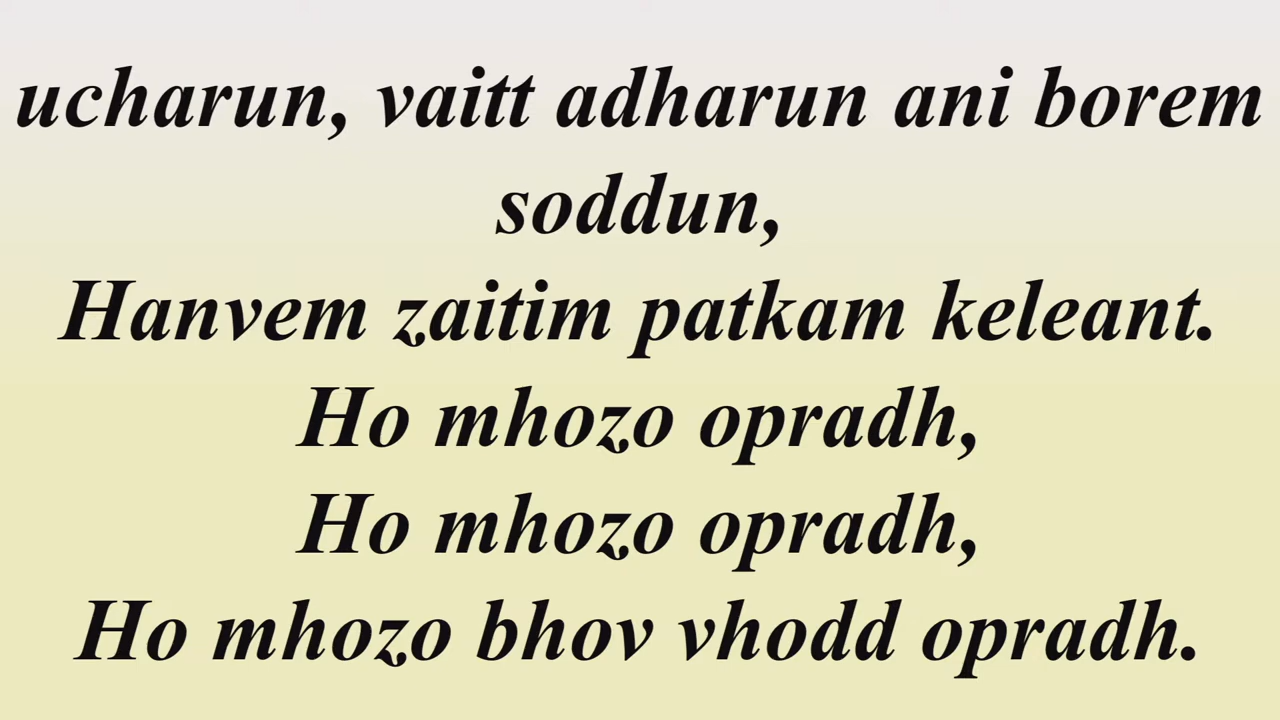 ucharun, vaitt adharun ani borem
soddun,
Hanvem zaitim patkam keleant.
Ho mhozo opradh,
Ho mhozo opradh,
Ho mhozo bhov vhodd opradh.